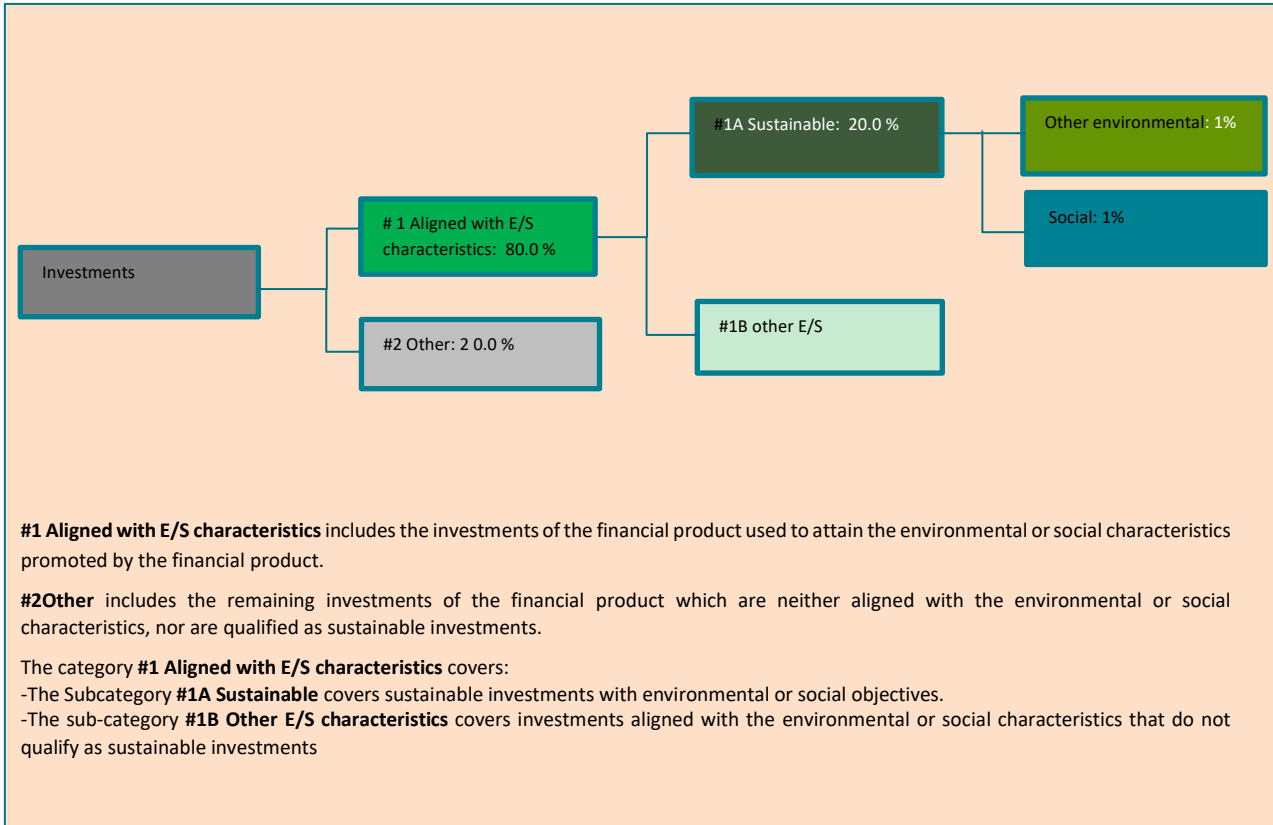 #1A Sustainable: 20.0 %
Other environmental: 1%
# 1 Aligned with E/S
characteristics: 80.0 %
Social: 1%
Investments
#2 Other: 2 0.0 %
#1B other E/S
#1 Aligned with E/S characteristics includes the investments of the financial product used to attain the environmental or social characteristics
promoted by the financial product.
#2Other includes the remaining investments of the financial product which are neither aligned with the environmental or social
characteristics, nor are qualified as sustainable investments.
The category #1 Aligned with E/S characteristics covers:
-The Subcategory #1A Sustainable covers sustainable investments with environmental or social objectives.
-The sub-category #1B Other E/S characteristics covers investments aligned with the environmental or social characteristics that do not
qualify as sustainable investments